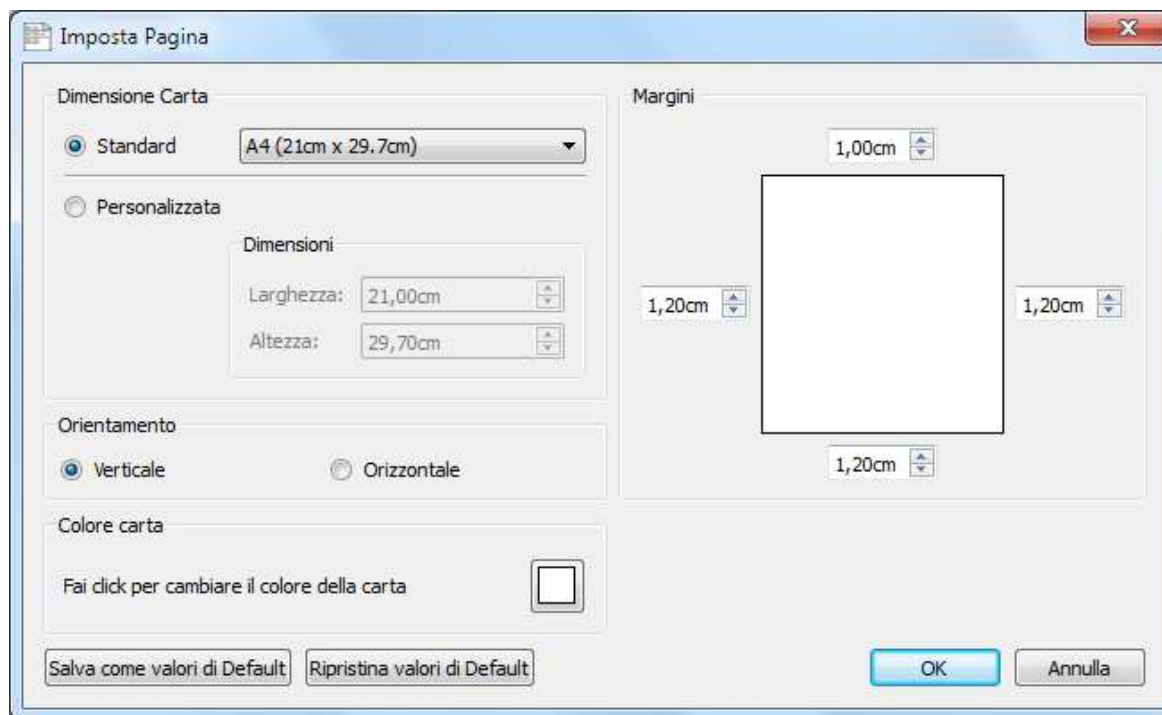 Imposta Pagina
Dimensione Carta
Standard
A4 (21cm x 29.7cm)
Personalizzata
Dimensioni
Larghezza:
21,00cm
Altezza:
29,70cm
Orientamento
Verticale
Orizzontale
Colore carta
Fai click per cambiare il colore della carta
Margini
1,00cm
1,20cm
1,20cm
1,20cm
Salva come valori di Default
Ripristina valori di Default
OK
Annulla